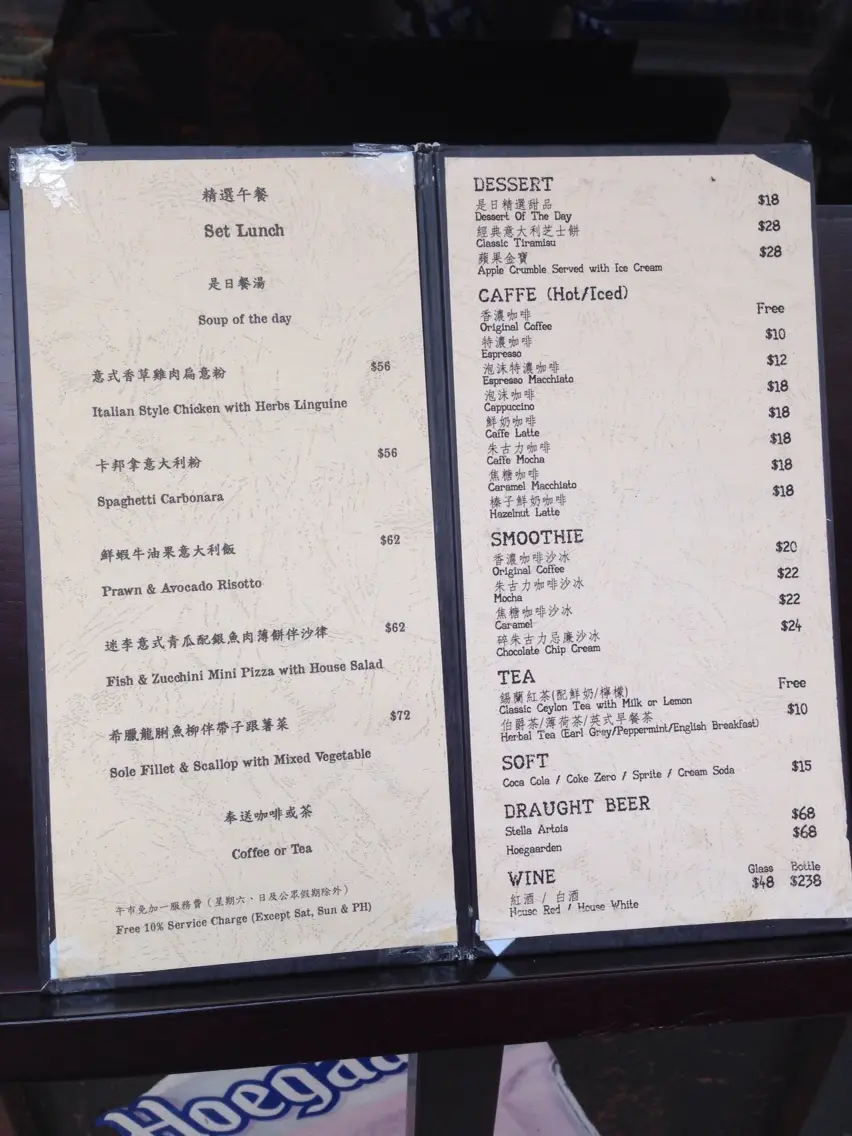 精選午餐
Set Lunch
是日餐湯
Soup of the day
意式香草雞肉扁意粉 $56
Italian Style Chicken with Herbs Linguine
卡邦拿意大利粉 $56
Spaghetti Carbonara
鮮蝦牛油果意大利飯 $62
Prawn & Avocado Risotto
迷李意式青瓜配銀魚肉薄餅伴沙律 $62
Fish & Zucchini Mini Pizza with House Salad
希臘龍脷魚柳伴帶子跟薯菜 $72
Sole Fillet & Scallop with Mixed Vegetable
奉送咖啡或茶
Coffee or Tea
午市免加一服務費（星期六、日及公眾假期除外）
Free 10% Service Charge (Except Sat, Sun & PH)
DESSERT
是日精選甜品 $18
Dessert Of The Day
經典意大利芝士餅 $28
Classic Tiramisu
蘋果金寶 $28
Apple Crumble Served with Ice Cream
CAFFE (Hot/Iced)
香濃咖啡 Free
Original Coffee
特濃咖啡 $10
Espresso
泡沫特濃咖啡 $12
Espresso Macchiato
泡沫咖啡 $18
Cappuccino
鮮奶咖啡 $18
Caffe Latte
朱古力咖啡 $18
Caffe Mocha
焦糖咖啡 $18
Caramel Macchiato
榛子鮮奶咖啡 $18
Hazelnut Latte
SMOOTHIE
香濃咖啡沙冰 $20
Original Coffee
朱古力咖啡沙冰 $22
Mocha
焦糖咖啡沙冰 $22
Caramel
碎朱古力忌廉沙冰 $24
Chocolate Chip Cream
TEA
錫蘭紅茶(配鮮奶/檸檬) Free
Classic Ceylon Tea with Milk or Lemon
伯爵茶/薄荷茶/英式早餐茶 $10
Herbal Tea (Earl Grey/Peppermint/English Breakfast)
SOFT
Coca Cola / Coke Zero / Sprite / Cream Soda $15
DRAUGHT BEER
Stella Artois $68
Hoegaarden $68
WINE Glass Bottle
紅酒 / 白酒 $48 $238
House Red / House White
Hoegaa